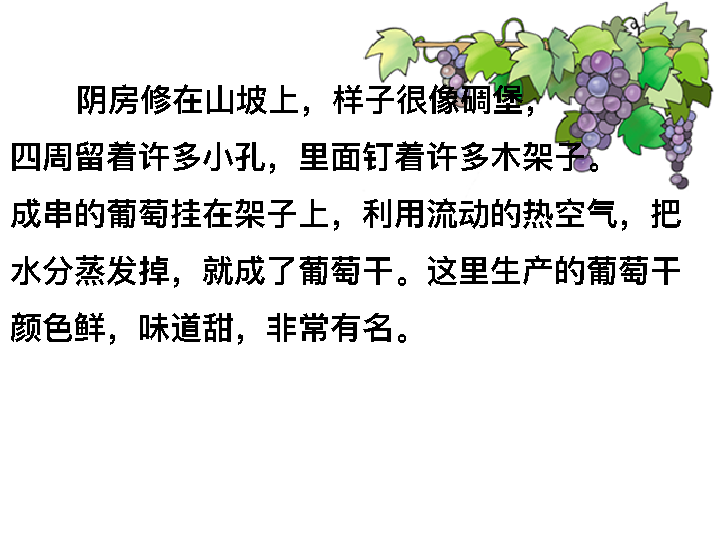 阴房修在山坡上，样子很像碉堡，
四周留着许多小孔，里面钉着许多木架子。
成串的葡萄挂在架子上，利用流动的热空气，把
水分蒸发掉，就成了葡萄干。这里生产的葡萄干
颜色鲜，味道甜，非常有名。